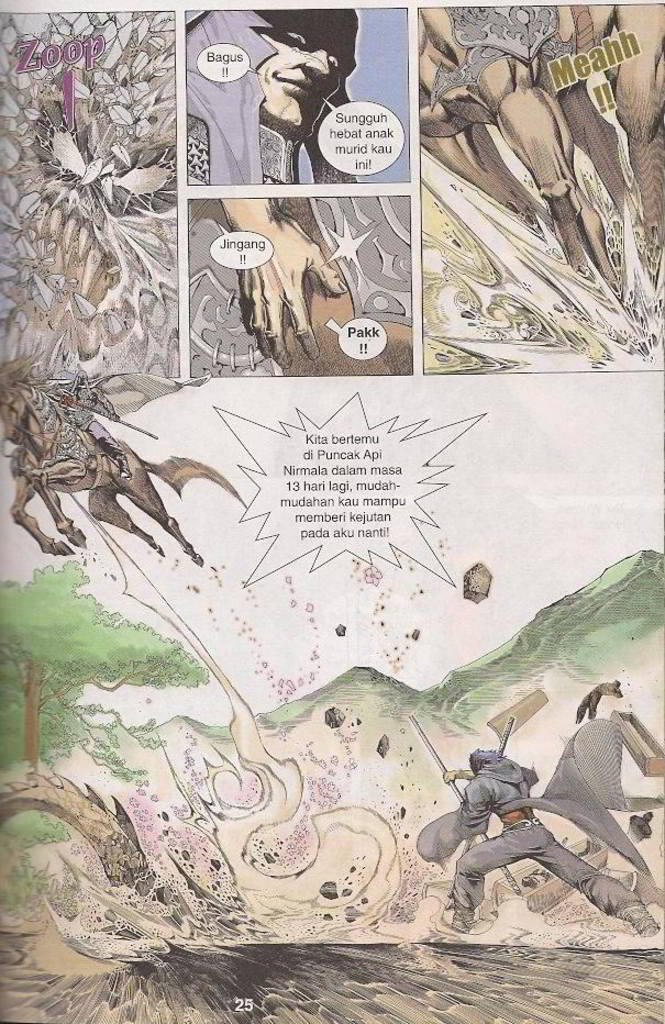 Zoop
!
Bagus
!!
Sungguh
hebat anak
murid kau
ini!
Jingang
!!
Pakk
!!
Meahh
!!
Kita bertemu
di Puncak Api
Nirmala dalam masa
13 hari lagi, mudah-
mudahan kau mampu
memberi kejutan
pada aku nanti!
25